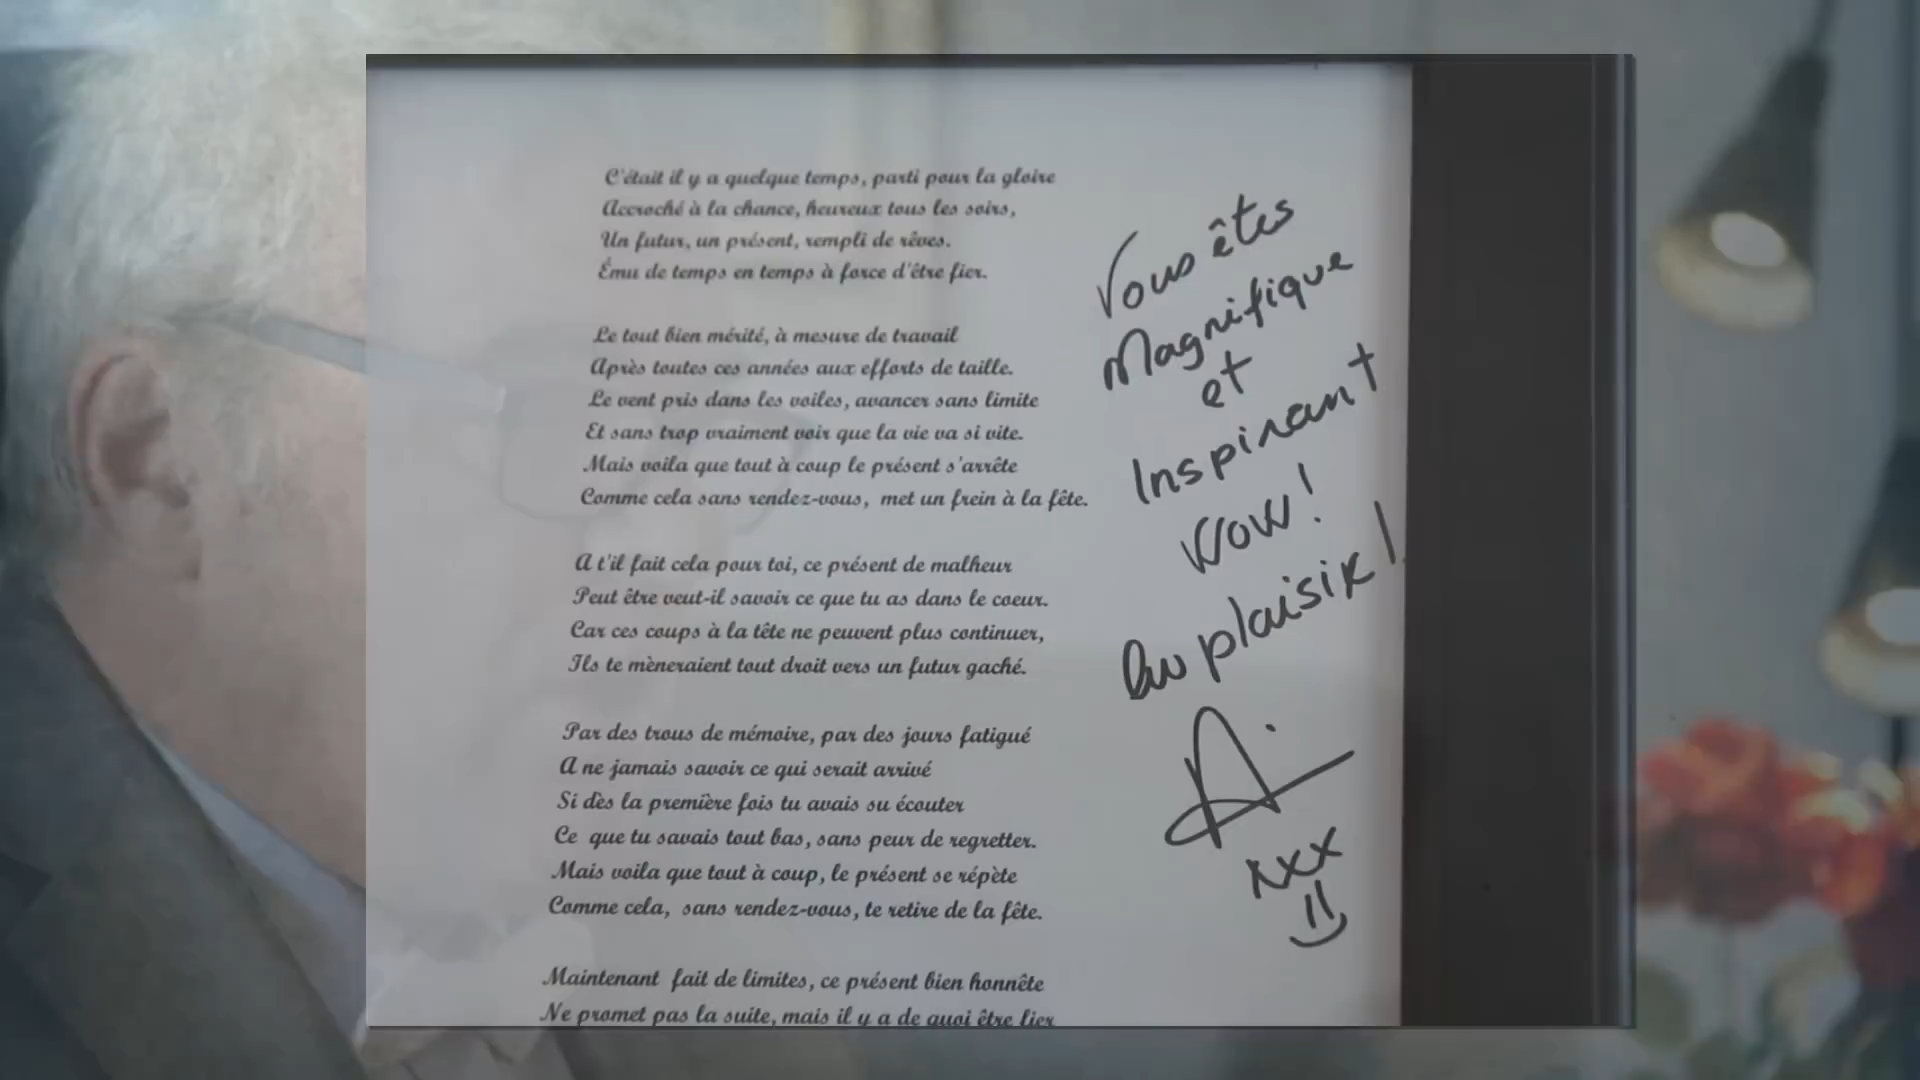 C'était il y a quelque temps, parti pour la gloire
Accroché à la chance, heureux tous les soirs,
Un futur, un présent, rempli de rêves.
Ému de temps en temps à force d'être fier.
Le tout bien mérité, à mesure de travail
Après toutes ces années aux efforts de taille.
Le vent pris dans les voiles, avancer sans limite
Et sans trop vraiment voir que la vie va si vite.
Mais voila que tout à coup le présent s'arrête
Comme cela sans rendez-vous, met un frein à la fête.
A t'il fait cela pour toi, ce présent de malheur
Peut être veut-il savoir ce que tu as dans le coeur.
Car ces coups à la tête ne peuvent plus continuer,
Ils te mèneraient tout droit vers un futur gaché.
Par des trous de mémoire, par des jours fatigué
A ne jamais savoir ce qui serait arrivé
Si dès la première fois tu avais su écouter
Ce que tu savais tout bas, sans peur de regretter.
Mais voila que tout à coup, le présent se répète
Comme cela, sans rendez-vous, te retire de la fête.
Maintenant fait de limites, ce présent bien honnête
Ne promet pas la suite, mais il y a de quoi être fier
Vous êtes
Magnifique
et
Inspirant
Wow!
Au plaisir!
xxx